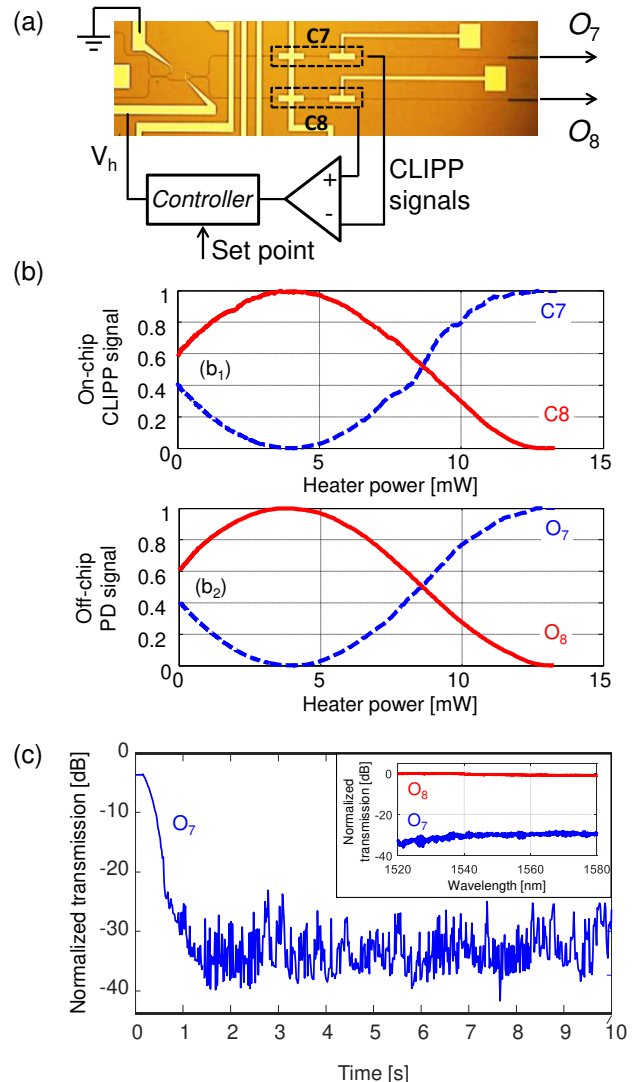 (a)
C7
O7
C8
O8
Vh
+
-
CLIPP
signals
Controller
Set point
(b)
On-chip
CLIPP signal
1
0.8
0.6
0.4
0.2
0
(b1)
C7
C8
0
5
10
15
Heater power [mW]
Off-chip
PD signal
1
0.8
0.6
0.4
0.2
0
(b2)
O7
O8
0
5
10
15
Heater power [mW]
(c)
Normalized transmission [dB]
0
-10
-20
-30
-40
O7
Normalized
transmission [dB]
0
-20
-40
O8
O7
1520
1540
1560
1580
Wavelength [nm]
0
1
2
3
4
5
6
7
8
9
10
Time [s]